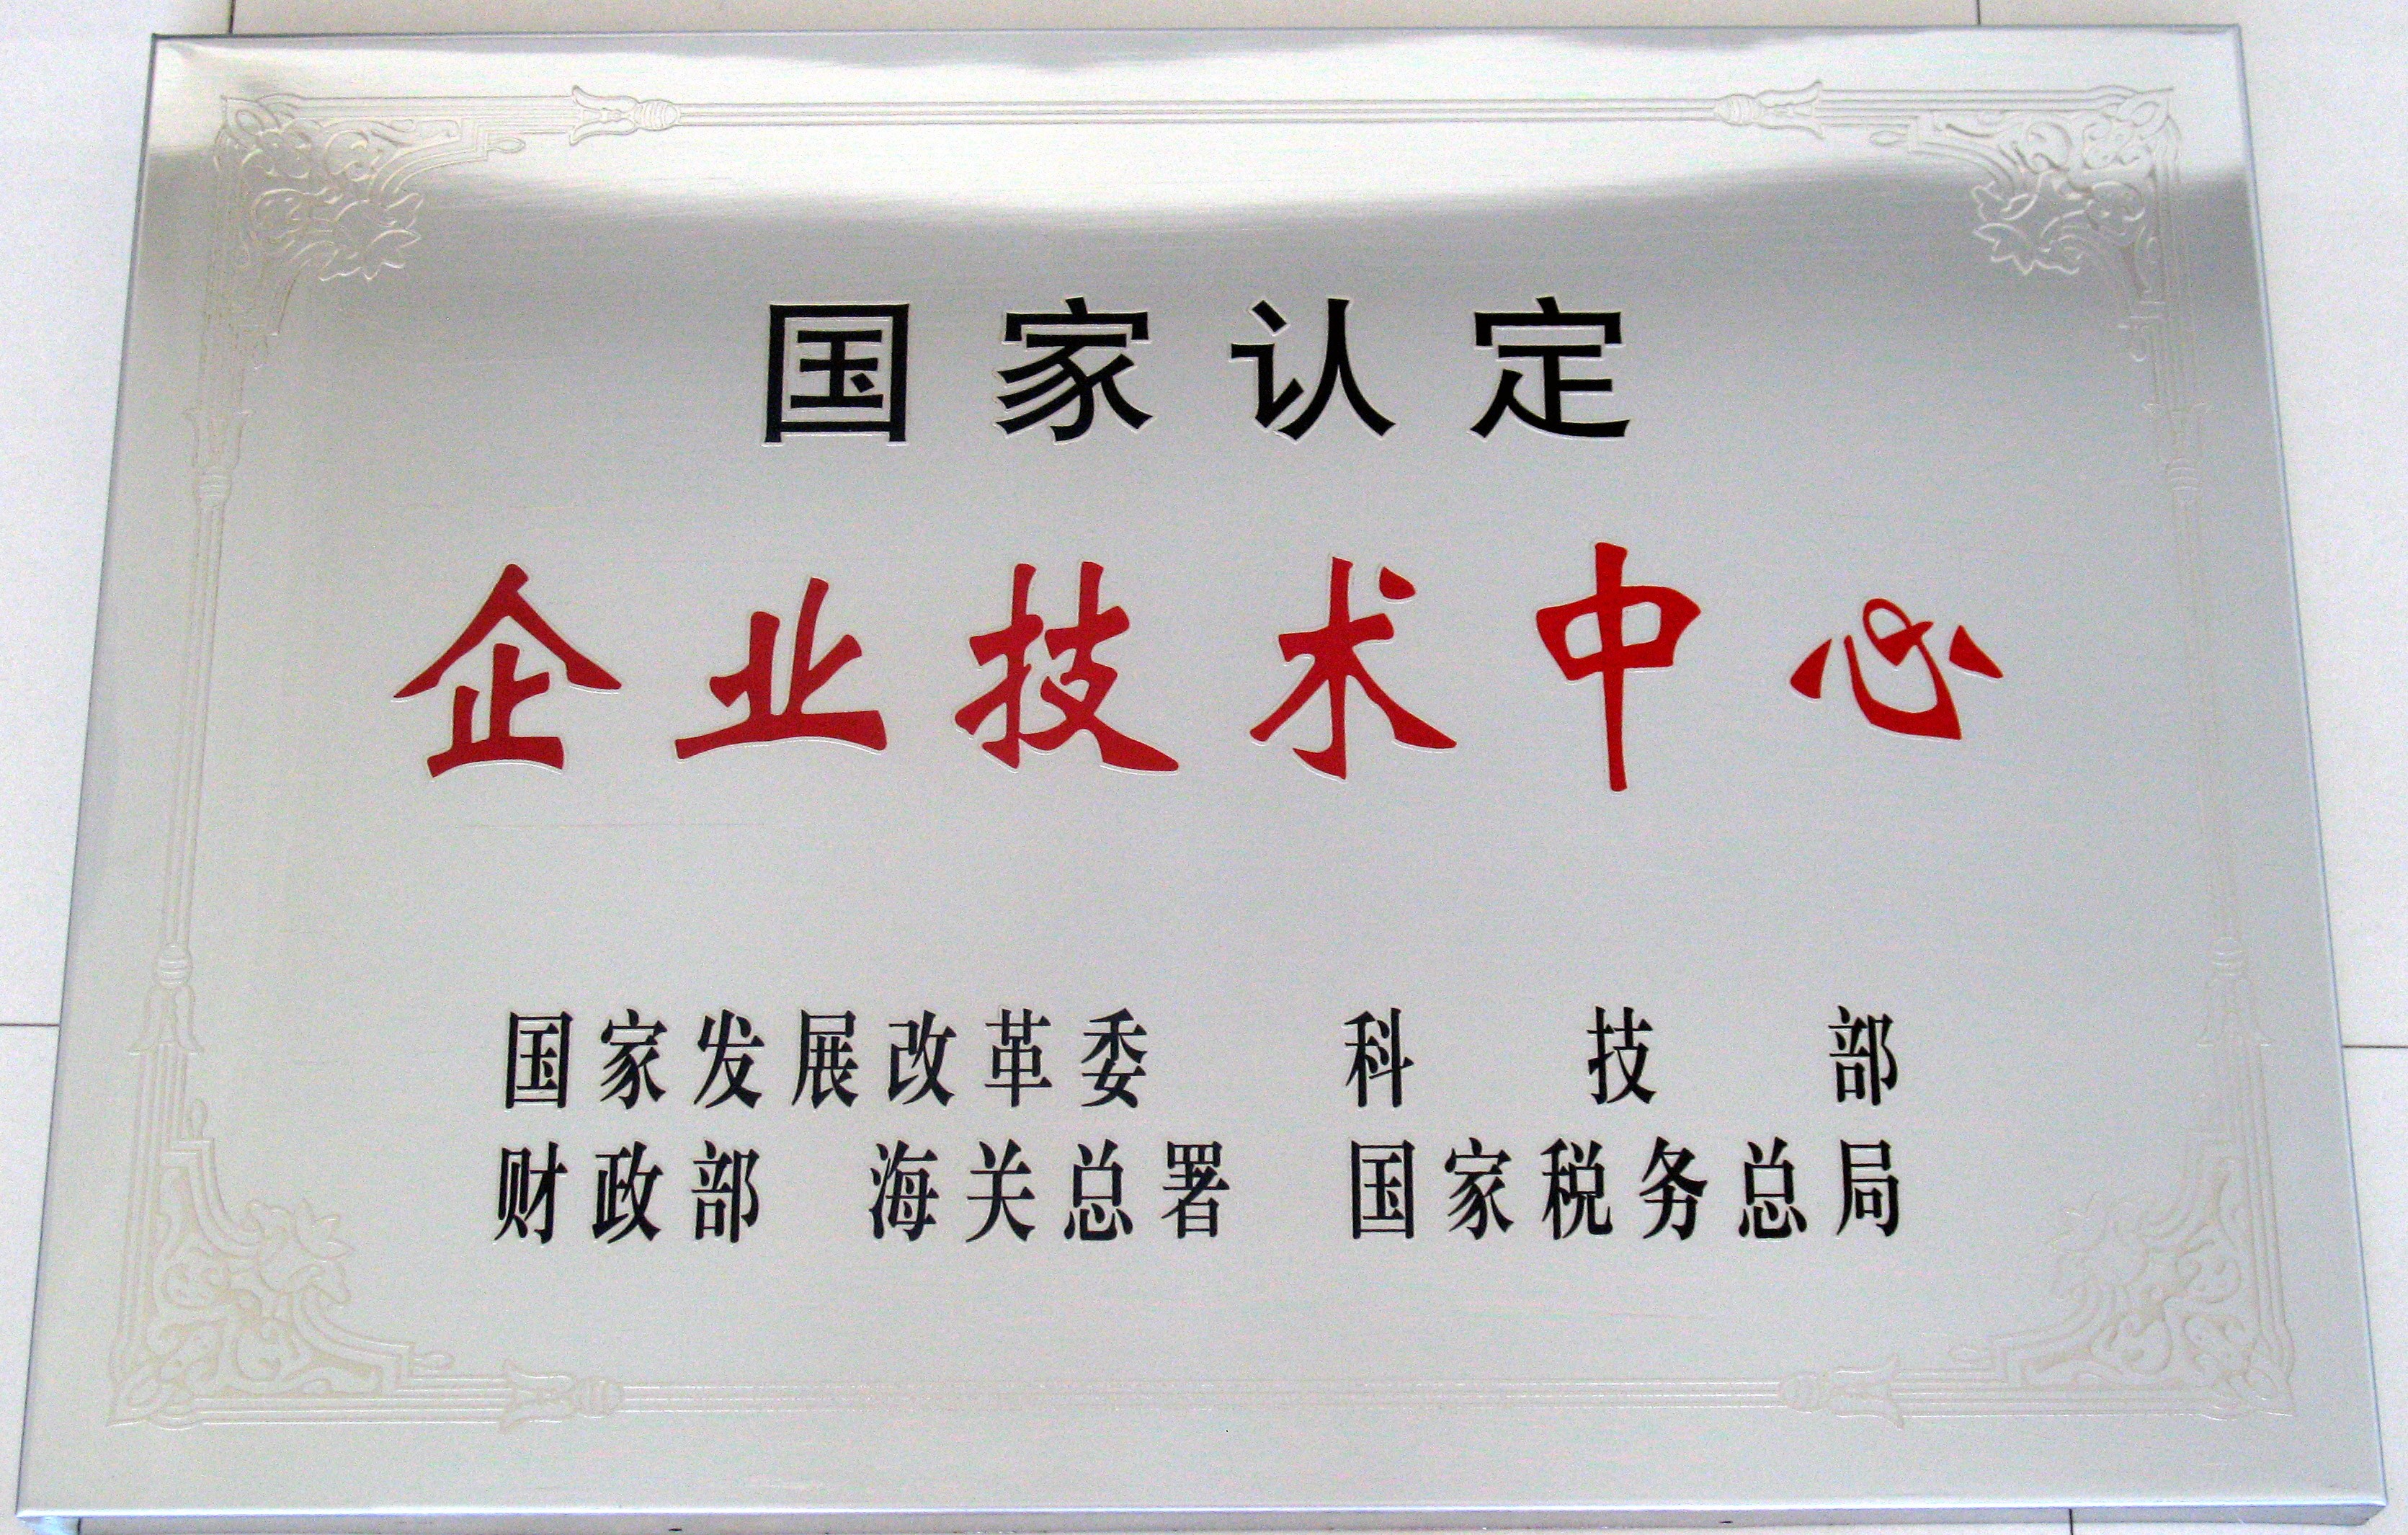 国家认定
企业技术中心
国家发展改革委 科技部
财政部 海关总署 国家税务总局